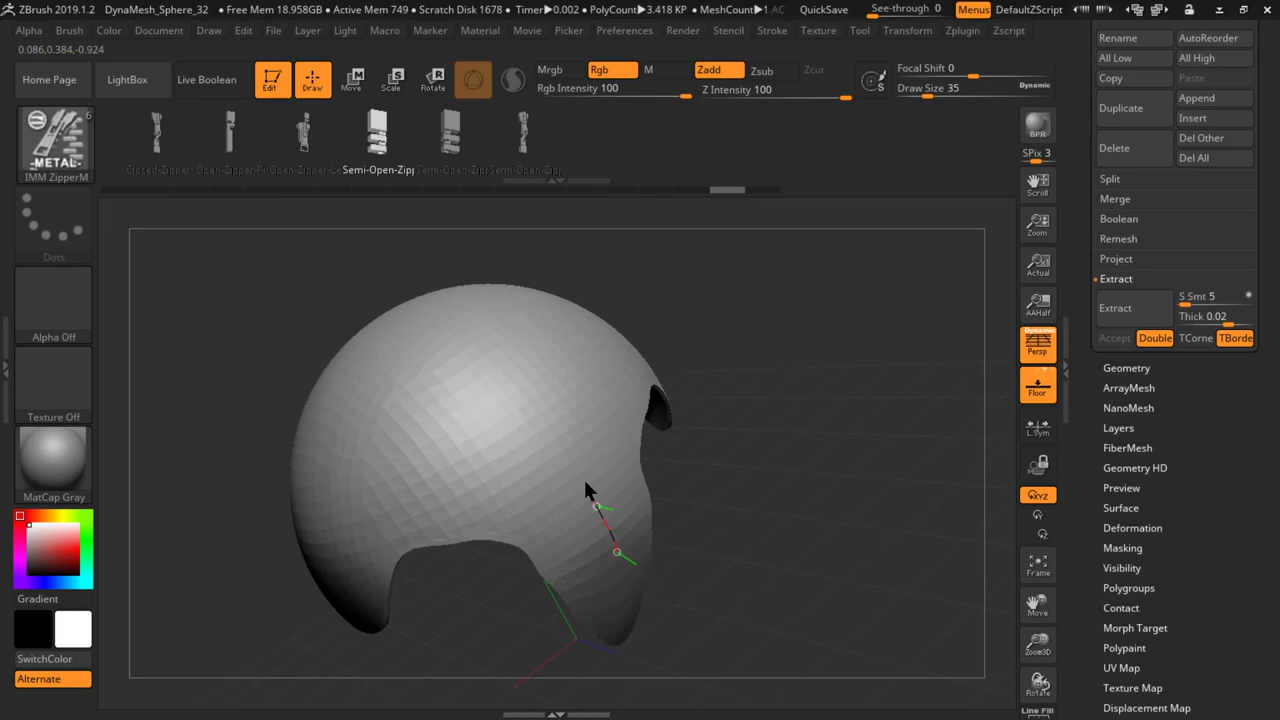 ZBrush 2019.1.2 DynaMesh_Sphere_32 • Free Mem 18.958GB • Active Mem 749 • Scratch Disk 1678 • Timer▶0.002 • PolyCount▶3.418 KP • MeshCount▶1 AC QuickSave See-through 0 Menus DefaultZScript
Alpha Brush Color Document Draw Edit File Layer Light Macro Marker Material Movie Picker Preferences Render Stencil Stroke Texture Tool Transform Zplugin Zscript
0.086,0.384,-0.924
Home Page LightBox Live Boolean Edit Draw Move Scale Rotate
Mrgb Rgb M Zadd Zsub Zcut Focal Shift 0
Rgb Intensity 100 Z Intensity 100 Draw Size 35 Dynamic
6
-METAL-
IMM ZipperM
Semi-Open-Zipp
Dots
Alpha Off
Texture Off
MatCap Gray
Gradient
SwitchColor
Alternate
BPR
SPix 3
Scroll
Zoom
Actual
AAHalf
Dynamic
Persp
Floor
L.Sym
XYZ
Y
Z
Frame
Move
Zoom3D
Rotate
Line Fill
Rename AutoReorder
All Low All High
Copy Paste
Duplicate Append
Insert
Delete Del Other
Del All
Split
Merge
Boolean
Remesh
Project
Extract
Extract S Smt 5
Thick 0.02
Accept Double TCorne TBorde
Geometry
ArrayMesh
NanoMesh
Layers
FiberMesh
Geometry HD
Preview
Surface
Deformation
Masking
Visibility
Polygroups
Contact
Morph Target
Polypaint
UV Map
Texture Map
Displacement Map